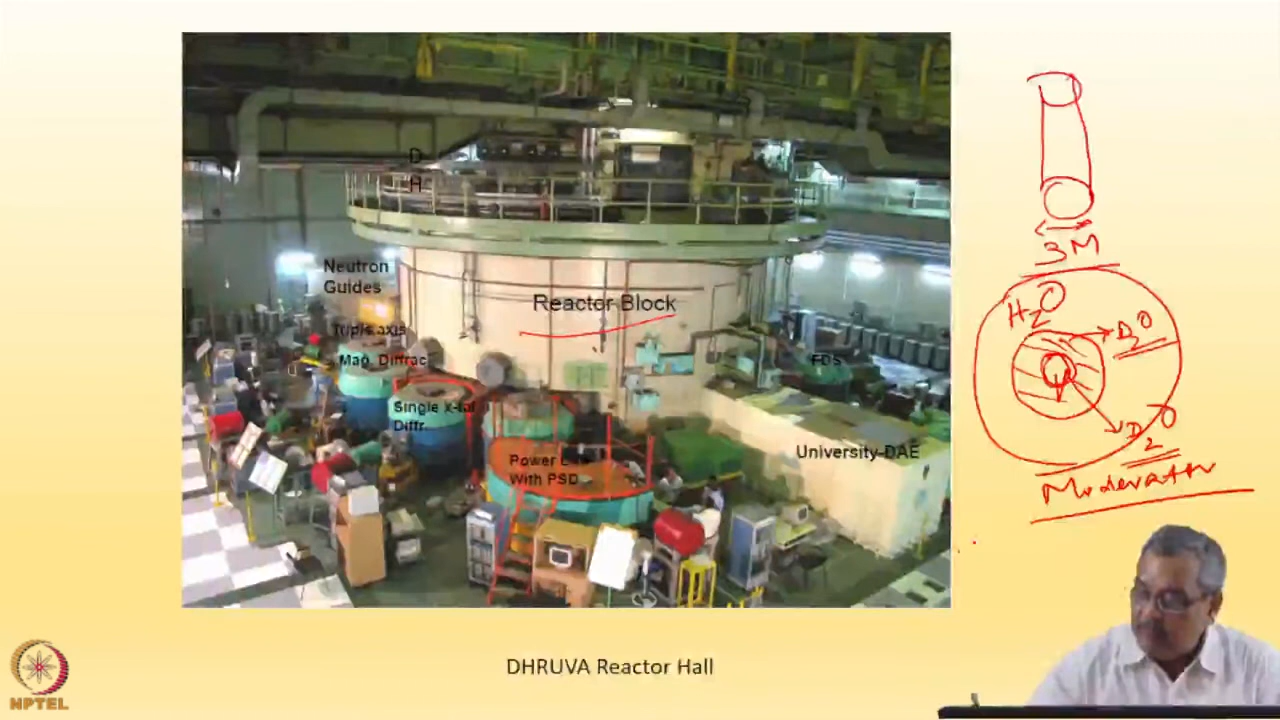 D
H
Neutron
Guides
Reactor Block
Triple axis
Mag. Diffrac
Single x-tal
Diffr.
FDS
University-DAE
With PSD
3M
H2O
D2O
D2O
Moderator
DHRUVA Reactor Hall
NPTEL